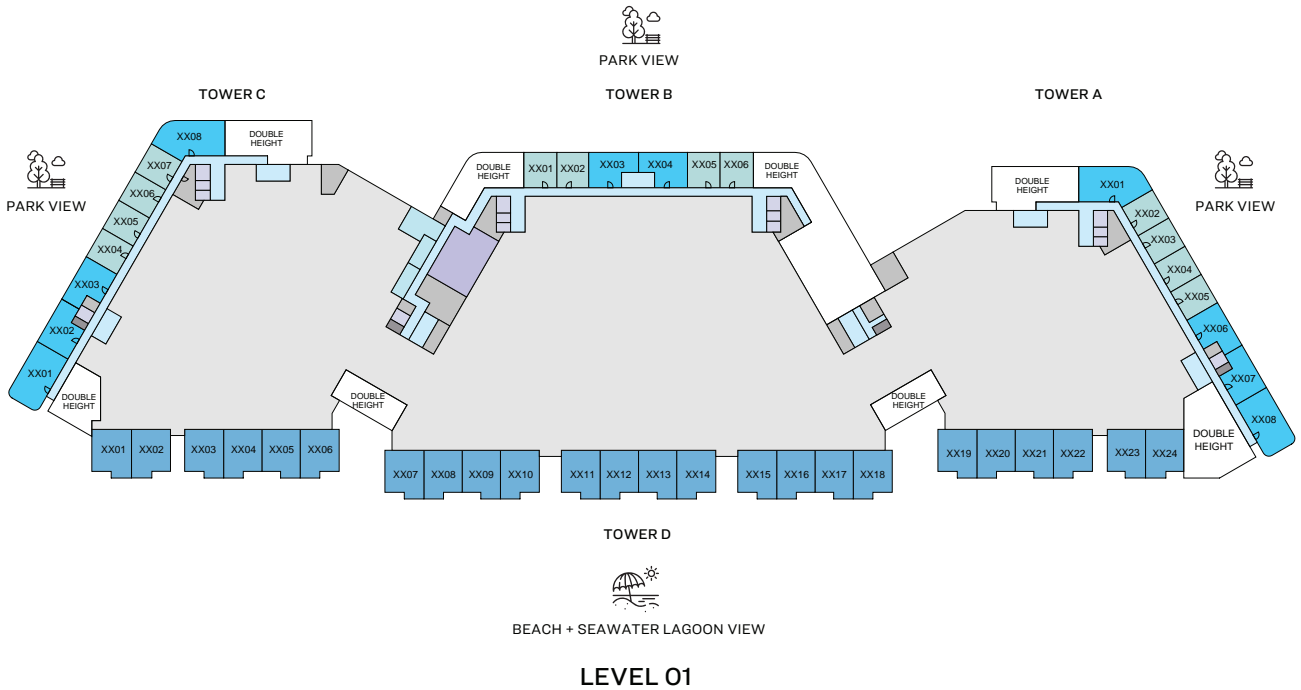 PARK VIEW
TOWER C
TOWER B
TOWER A
PARK VIEW
PARK VIEW
XX08
DOUBLE
HEIGHT
XX07
XX06
XX05
XX04
XX03
XX02
XX01
DOUBLE
HEIGHT
DOUBLE
HEIGHT
XX01
XX02
XX03
XX04
XX05
XX06
DOUBLE
HEIGHT
DOUBLE
HEIGHT
XX01
XX02
XX03
XX04
XX05
XX06
XX07
XX08
DOUBLE
HEIGHT
DOUBLE
HEIGHT
DOUBLE
HEIGHT
XX01
XX02
XX03
XX04
XX05
XX06
XX07
XX08
XX09
XX10
XX11
XX12
XX13
XX14
XX15
XX16
XX17
XX18
XX19
XX20
XX21
XX22
XX23
XX24
TOWER D
BEACH + SEAWATER LAGOON VIEW
LEVEL 01